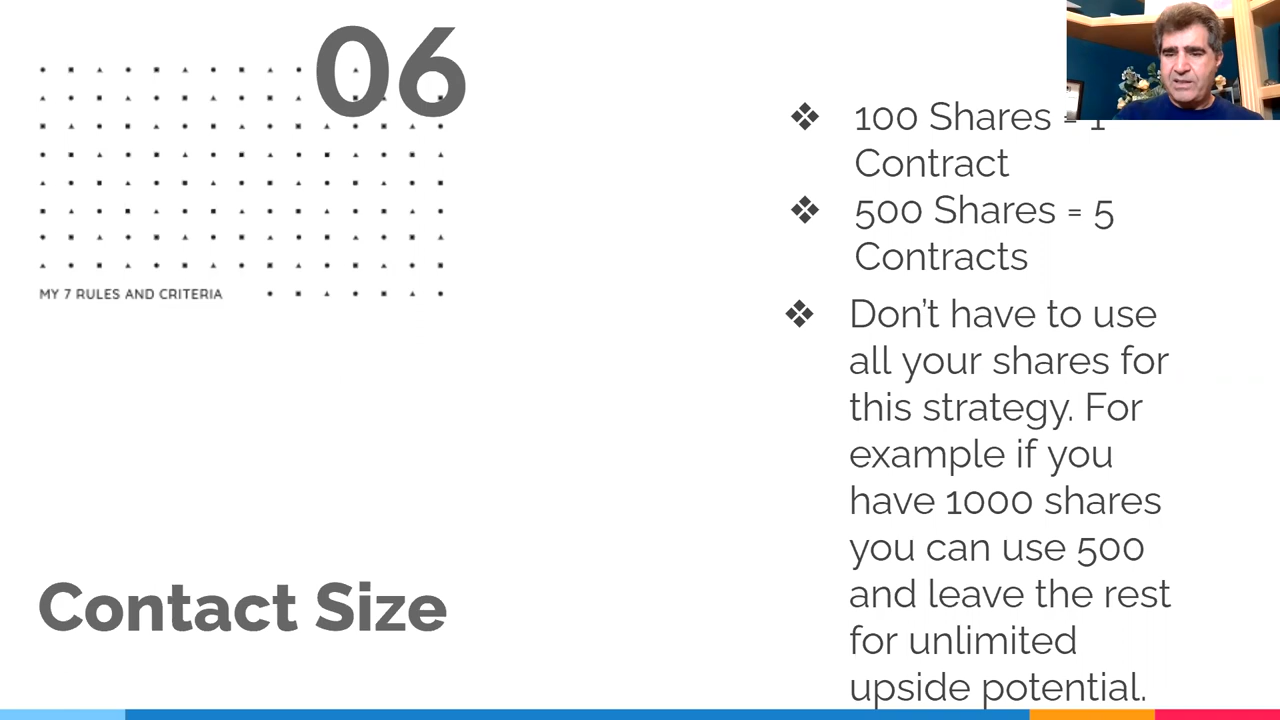 06
MY 7 RULES AND CRITERIA
Contact Size
❖ 100 Shares = 1
Contract
❖ 500 Shares = 5
Contracts
❖ Don't have to use
all your shares for
this strategy. For
example if you
have 1000 shares
you can use 500
and leave the rest
for unlimited
upside potential.